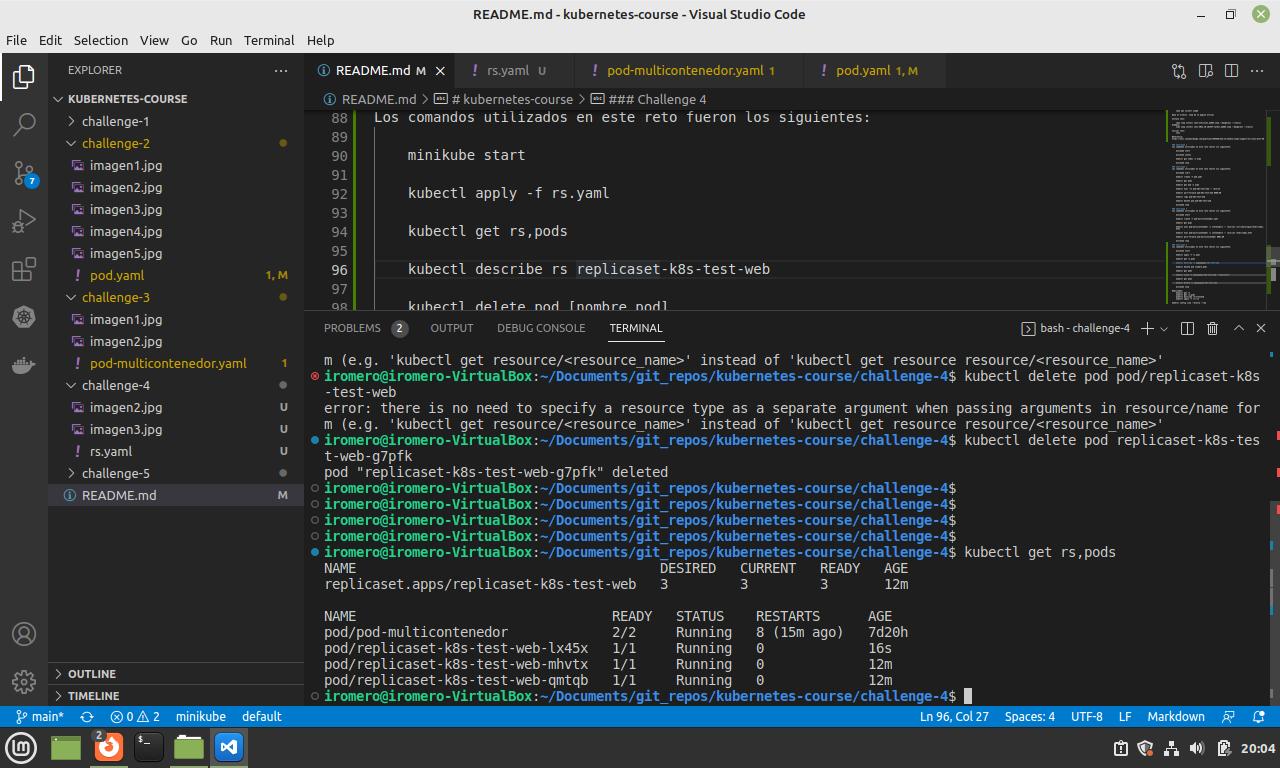 README.md - kubernetes-course - Visual Studio Code
File Edit Selection View Go Run Terminal Help
EXPLORER
KUBERNETES-COURSE
challenge-1
challenge-2
imagen1.jpg
imagen2.jpg
imagen3.jpg
imagen4.jpg
imagen5.jpg
pod.yaml 1, M
challenge-3
imagen1.jpg
imagen2.jpg
pod-multicontenedor.yaml 1
challenge-4
imagen2.jpg U
imagen3.jpg U
rs.yaml U
challenge-5
README.md M
OUTLINE
TIMELINE
7
README.md M
rs.yaml U
pod-multicontenedor.yaml 1
pod.yaml 1, M
README.md > # kubernetes-course > ### Challenge 4
88 Los comandos utilizados en este reto fueron los siguientes:
89
90 minikube start
91
92 kubectl apply -f rs.yaml
93
94 kubectl get rs,pods
95
96 kubectl describe rs replicaset-k8s-test-web
97
98 kubectl delete pod [nombre pod]
PROBLEMS 2 OUTPUT DEBUG CONSOLE TERMINAL
bash - challenge-4
m (e.g. 'kubectl get resource/<resource_name>' instead of 'kubectl get resource resource/<resource_name>'
iromero@iromero-VirtualBox:~/Documents/git_repos/kubernetes-course/challenge-4$ kubectl delete pod pod/replicaset-k8s
-test-web
error: there is no need to specify a resource type as a separate argument when passing arguments in resource/name for
m (e.g. 'kubectl get resource/<resource_name>' instead of 'kubectl get resource resource/<resource_name>'
iromero@iromero-VirtualBox:~/Documents/git_repos/kubernetes-course/challenge-4$ kubectl delete pod replicaset-k8s-tes
t-web-g7pfk
pod "replicaset-k8s-test-web-g7pfk" deleted
iromero@iromero-VirtualBox:~/Documents/git_repos/kubernetes-course/challenge-4$
iromero@iromero-VirtualBox:~/Documents/git_repos/kubernetes-course/challenge-4$
iromero@iromero-VirtualBox:~/Documents/git_repos/kubernetes-course/challenge-4$
iromero@iromero-VirtualBox:~/Documents/git_repos/kubernetes-course/challenge-4$
iromero@iromero-VirtualBox:~/Documents/git_repos/kubernetes-course/challenge-4$ kubectl get rs,pods
NAME DESIRED CURRENT READY AGE
replicaset.apps/replicaset-k8s-test-web 3 3 3 12m
NAME READY STATUS RESTARTS AGE
pod/pod-multicontenedor 2/2 Running 8 (15m ago) 7d20h
pod/replicaset-k8s-test-web-lx45x 1/1 Running 0 16s
pod/replicaset-k8s-test-web-mhvtx 1/1 Running 0 12m
pod/replicaset-k8s-test-web-qmtqb 1/1 Running 0 12m
iromero@iromero-VirtualBox:~/Documents/git_repos/kubernetes-course/challenge-4$
main* 0 2 minikube default Ln 96, Col 27 Spaces: 4 UTF-8 LF Markdown
2 20:04